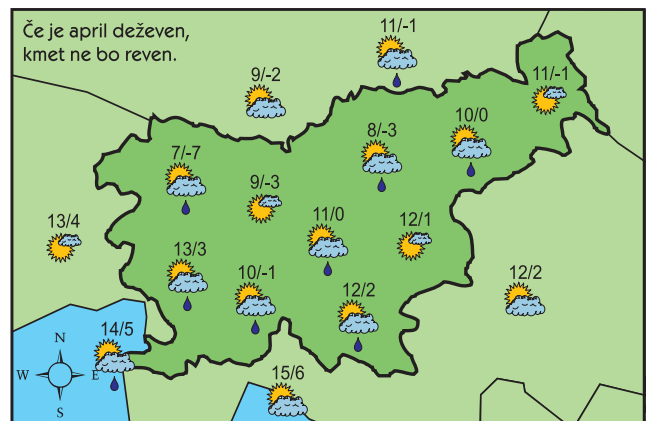 Če je april deževen,
kmet ne bo reven.
11/-1
9/-2
11/-1
10/0
8/-3
7/-7
9/-3
11/0
12/1
13/4
13/3
10/-1
12/2
12/2
14/5
15/6
N
W
E
S